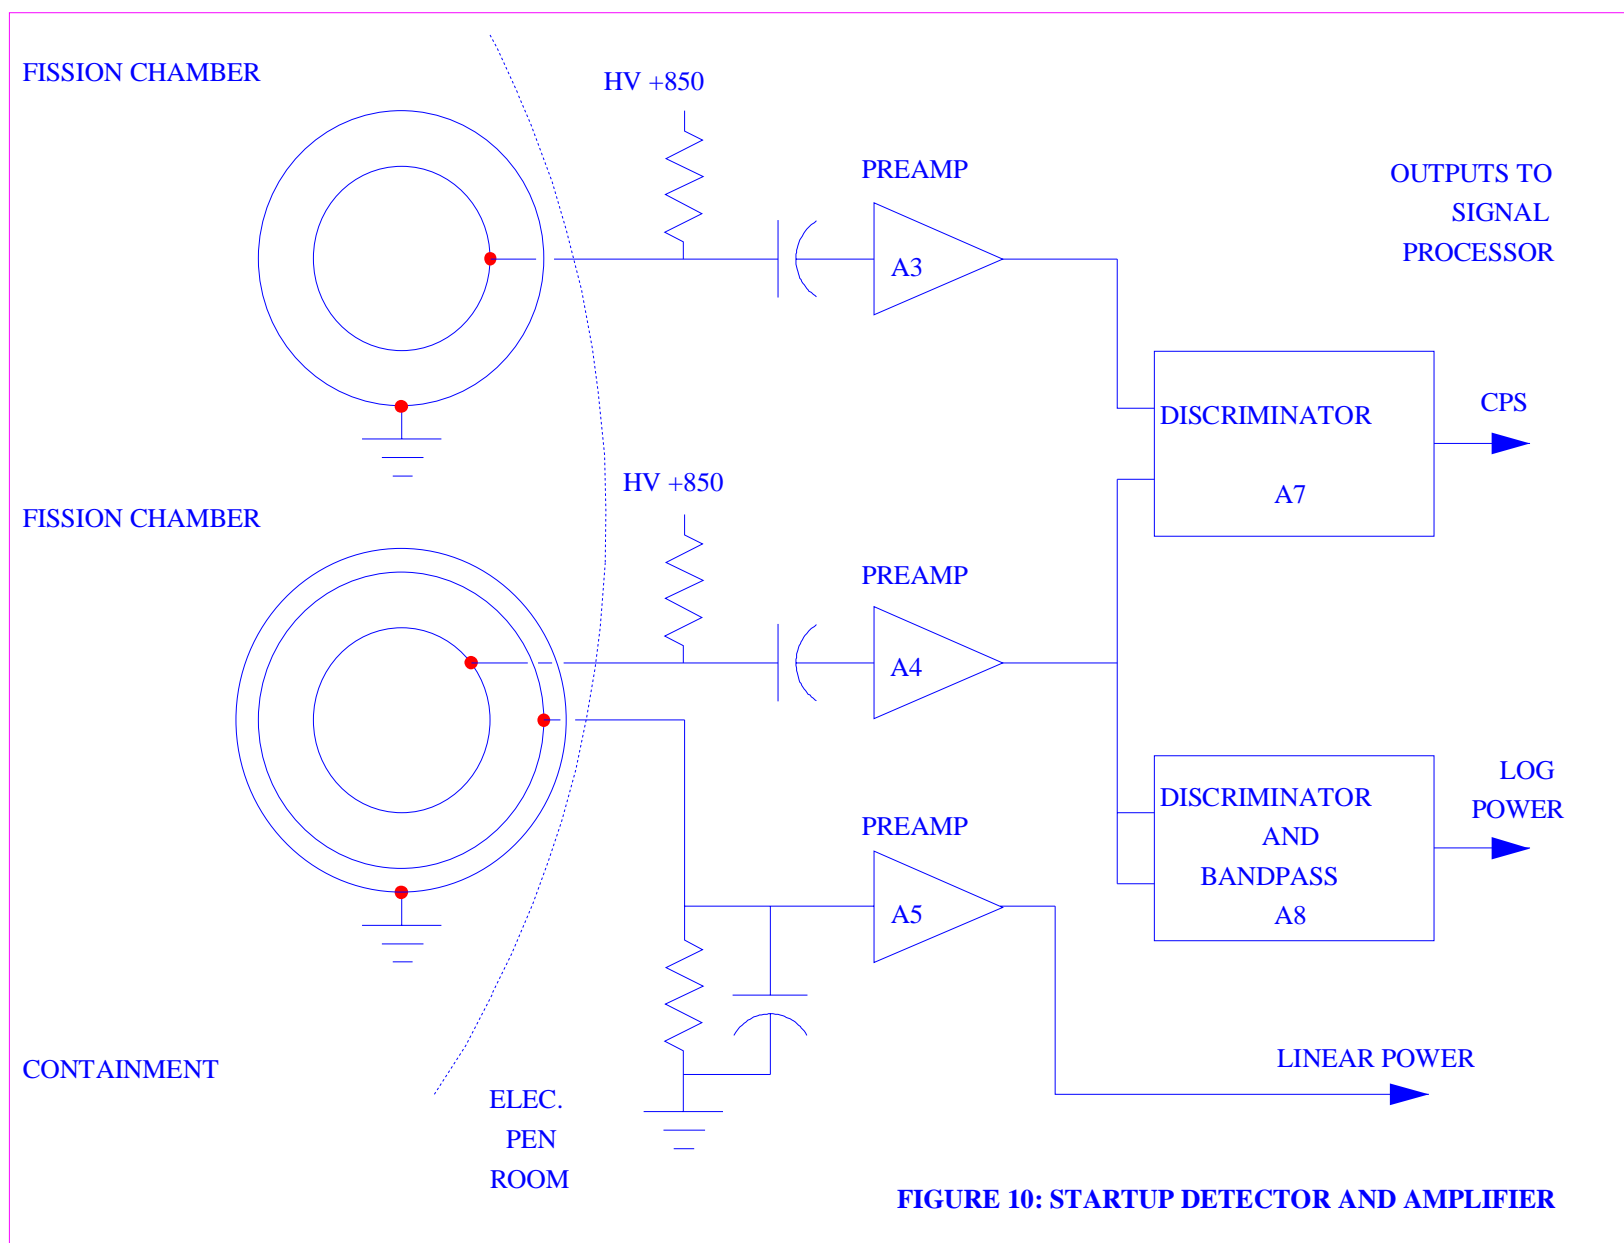 FISSION CHAMBER
HV +850
PREAMP
A3
OUTPUTS TO
SIGNAL
PROCESSOR
DISCRIMINATOR
A7
CPS
FISSION CHAMBER
HV +850
PREAMP
A4
DISCRIMINATOR
AND
BANDPASS
A8
LOG
POWER
PREAMP
A5
LINEAR POWER
CONTAINMENT
ELEC.
PEN
ROOM
FIGURE 10: STARTUP DETECTOR AND AMPLIFIER